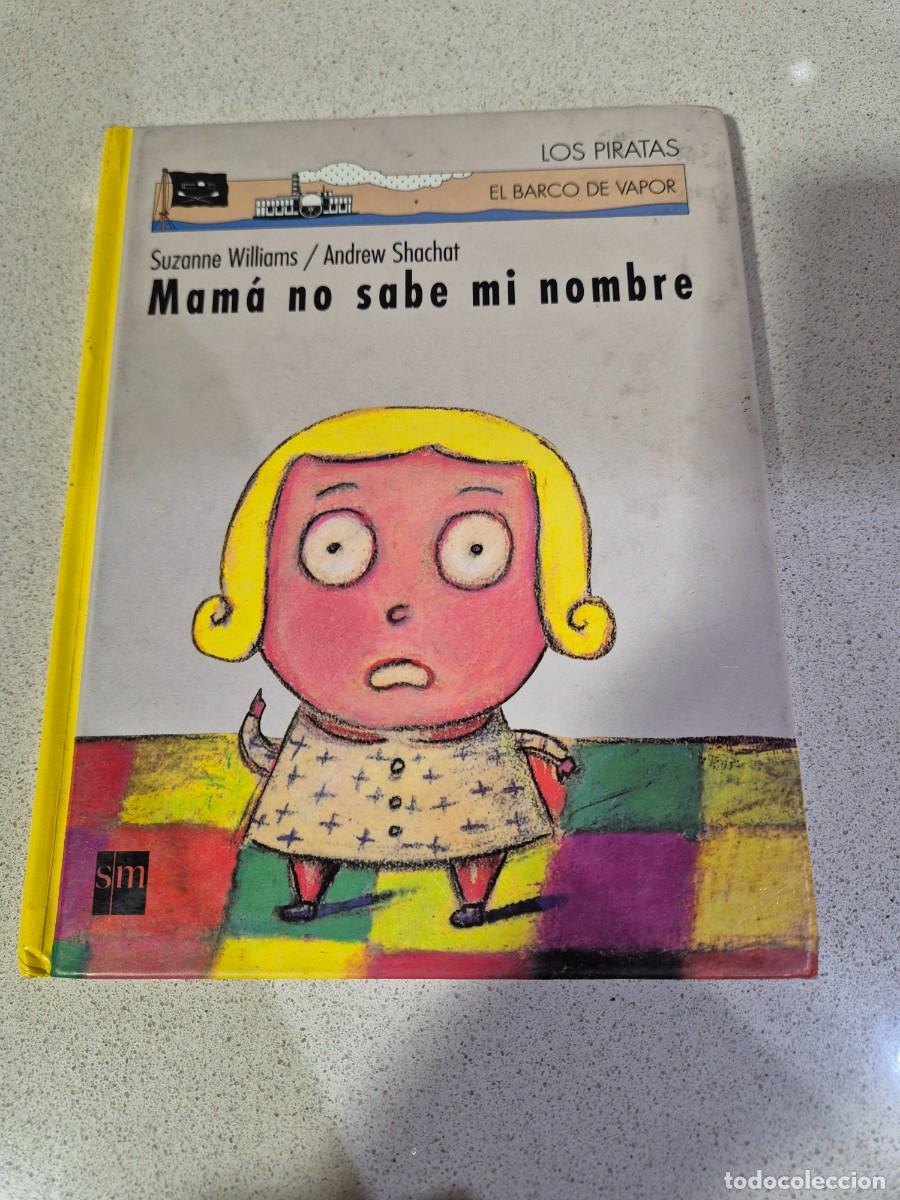 LOS PIRATAS
EL BARCO DE VAPOR
Suzanne Williams / Andrew Shachat
Mamá no sabe mi nombre
sm
todocoleccion